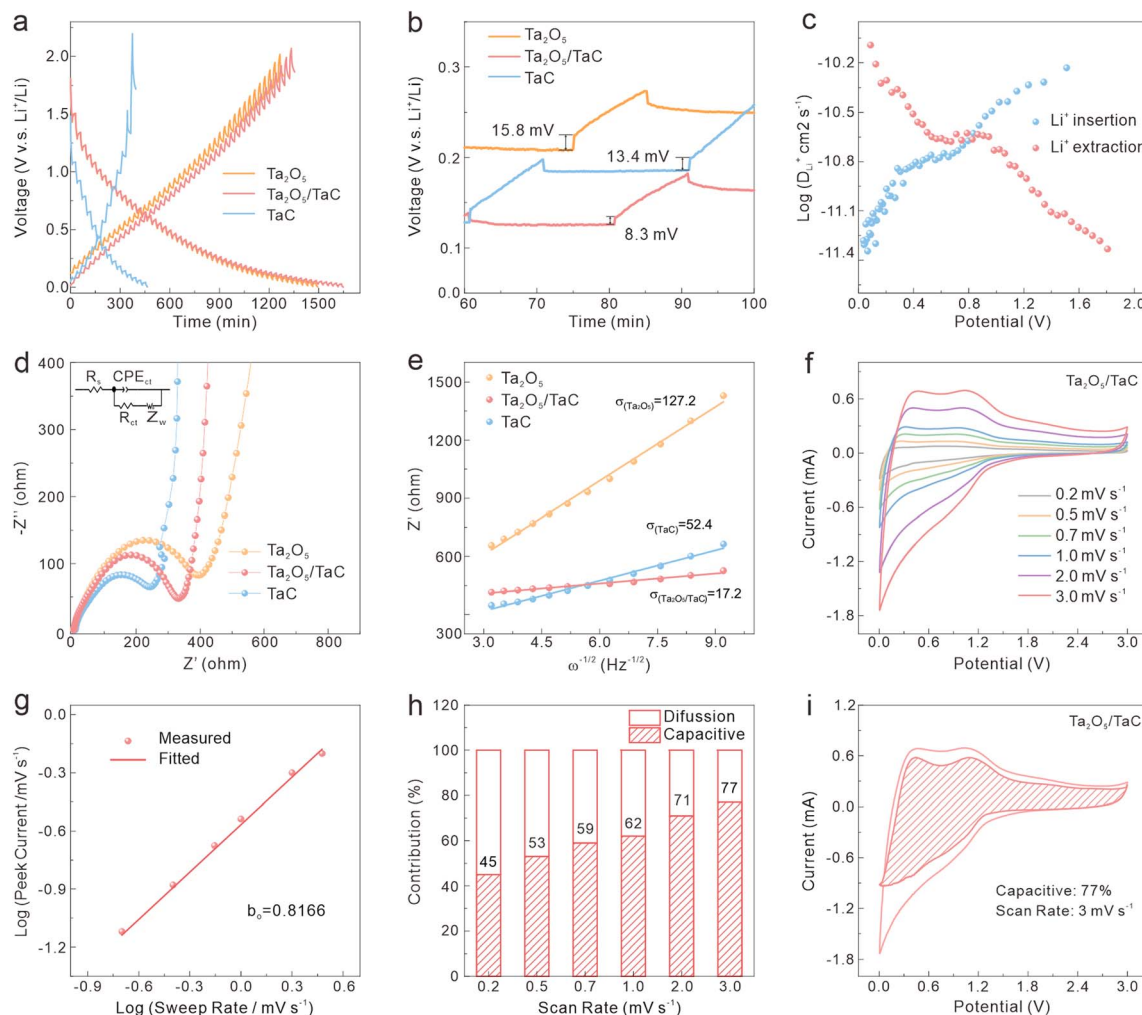 a
Voltage (V v.s. Li⁺/Li)
2.0
1.5
1.0
0.5
0.0
Ta₂O₅
Ta₂O₅/TaC
TaC
0 300 600 900 1200 1500
Time (min)
b
Voltage (V v.s. Li⁺/Li)
0.3
0.2
0.1
0.0
Ta₂O₅
Ta₂O₅/TaC
TaC
15.8 mV
13.4 mV
8.3 mV
60 70 80 90 100
Time (min)
c
Log (D_Li⁺ cm2 s⁻¹)
-10.2
-10.5
-10.8
-11.1
-11.4
Li⁺ insertion
Li⁺ extraction
0.0 0.4 0.8 1.2 1.6 2.0
Potential (V)
d
-Z'' (ohm)
400
300
200
100
0
Rₛ CPE_ct
R_ct Z_w
Ta₂O₅
Ta₂O₅/TaC
TaC
0 200 400 600
Z' (ohm)
e
Z' (ohm)
1500
1200
900
600
300
Ta₂O₅
Ta₂O₅/TaC
TaC
σ(Ta₂O₅)=127.2
σ(TaC)=52.4
σ(Ta₂O₅/TaC)=17.2
3.0 4.5 6.0 7.5 9.0
ω⁻¹/² (Hz⁻¹/²)
f
Current (mA)
0.6
0.0
-0.6
-1.2
-1.8
Ta₂O₅/TaC
0.2 mV s⁻¹
0.5 mV s⁻¹
0.7 mV s⁻¹
1.0 mV s⁻¹
2.0 mV s⁻¹
3.0 mV s⁻¹
0.0 0.6 1.2 1.8 2.4 3.0
Potential (V)
g
Log (Peek Current /mV s⁻¹)
0.0
-0.3
-0.6
-0.9
-1.2
Measured
Fitted
b₀=0.8166
-0.9 -0.6 -0.3 0.0 0.3 0.6
Log (Sweep Rate / mV s⁻¹)
h
Contribution (%)
120
100
80
60
40
20
0
Difussion
Capacitive
45 53 59 62 71 77
0.2 0.5 0.7 1.0 2.0 3.0
Scan Rate (mV s⁻¹)
i
Current (mA)
1.2
0.6
0.0
-0.6
-1.2
-1.8
Ta₂O₅/TaC
Capacitive: 77%
Scan Rate: 3 mV s⁻¹
0.0 0.6 1.2 1.8 2.4 3.0
Potential (V)